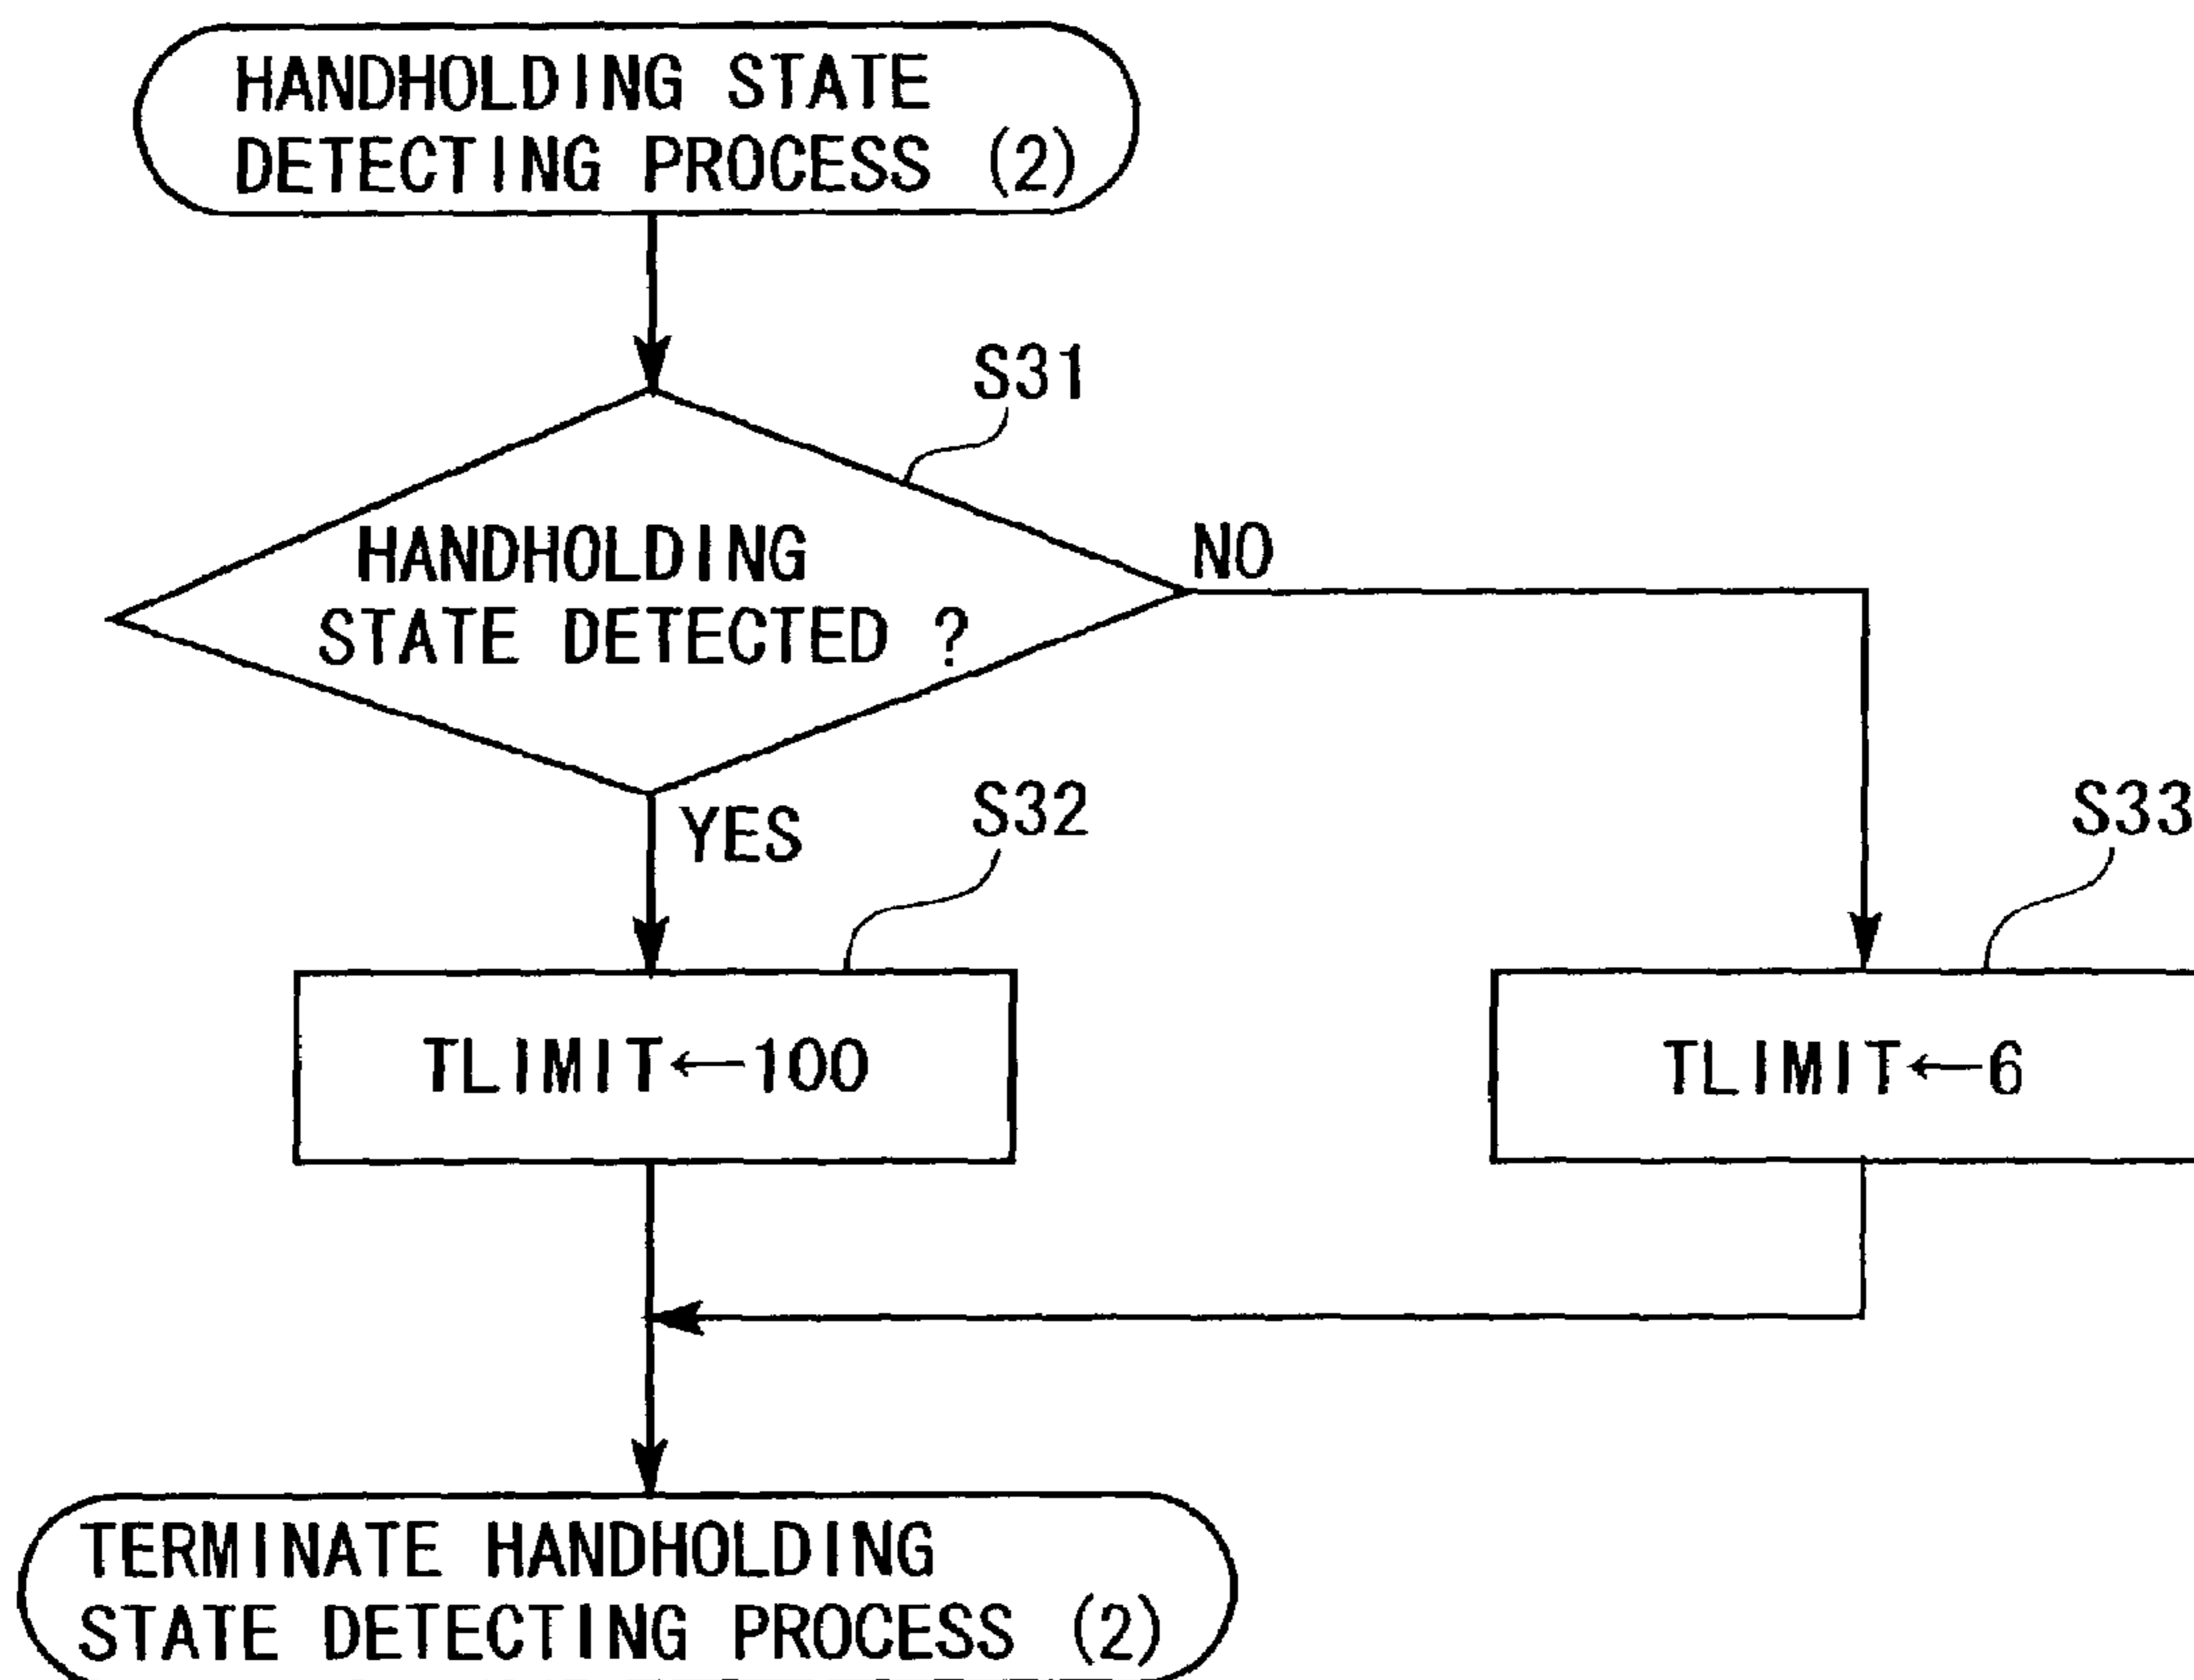 HANDHOLDING STATE
DETECTING PROCESS (2)
S31
HANDHOLDING
STATE DETECTED ?
NO
YES
S32
S33
TLIMIT←100
TLIMIT←6
TERMINATE HANDHOLDING
STATE DETECTING PROCESS (2)